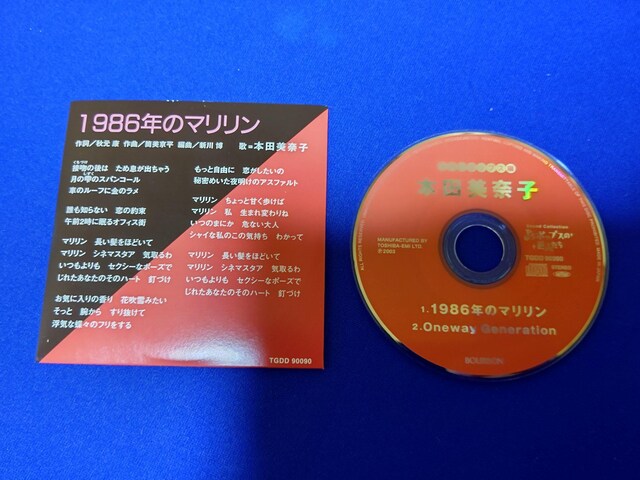 1986年のマリリン
作詞／秋元 康 作曲／筒美京平 編曲／新川 博 歌＝本田美奈子
接吻の後は ため息が出ちゃう
月の雫のスパンコール
車のルーフに金のラメ
誰も知らない 恋の約束
午前2時に眠るオフィス街
マリリン 長い髪をほどいて
マリリン シネマスタア 気取るわ
いつもよりも セクシーなポーズで
じれたあなたのそのハート 釘づけ
お気に入りの香り 花吹雪みたい
そっと 腕から すり抜けて
浮気な蝶々のフリをする
もっと自由に 恋がしたいの
秘密めいた夜明けのアスファルト
マリリン ちょっと甘く歩けば
マリリン 私 生まれ変わりね
いつのまにか 危ない大人
シャイな私のこの気持ち わかって
マリリン 長い髪をほどいて
マリリン シネマスタア 気取るわ
いつもよりも セクシーなポーズで
じれたあなたのそのハート 釘づけ
TGDD 90090
本田美奈子
MANUFACTURED BY
TOSHIBA-EMI LTD.
TGDD 90090
1.1986年のマリリン
2.Oneway Generation
BOURBON